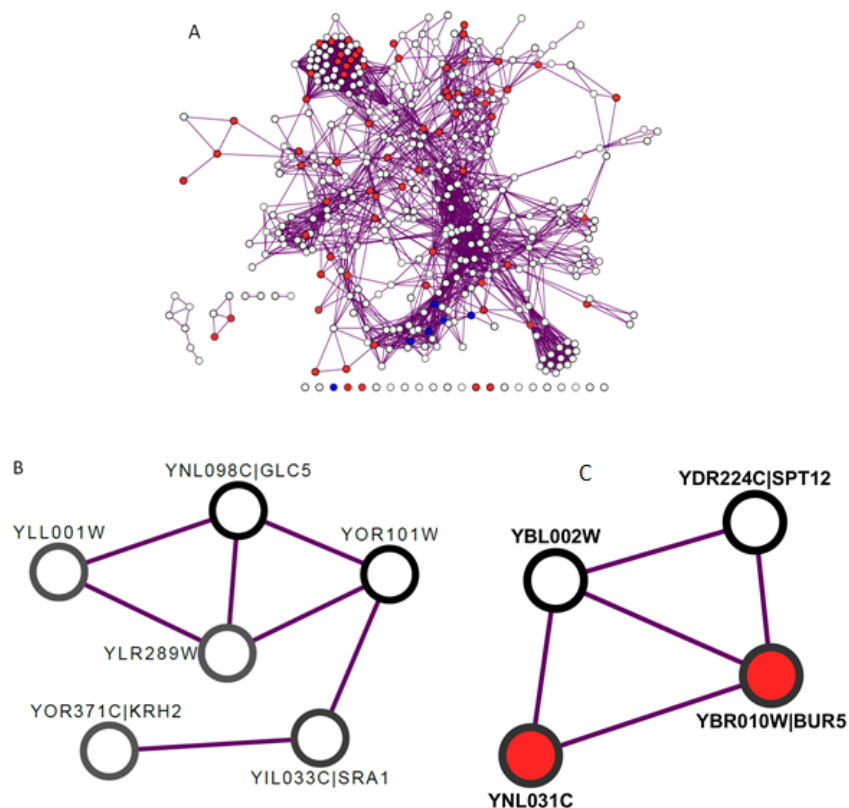 A
B
YNL098C|GLC5
YLL001W
YOR101W
YLR289W
YOR371C|KRH2
YIL033C|SRA1
C
YDR224C|SPT12
YBL002W
YBR010W|BUR5
YNL031C